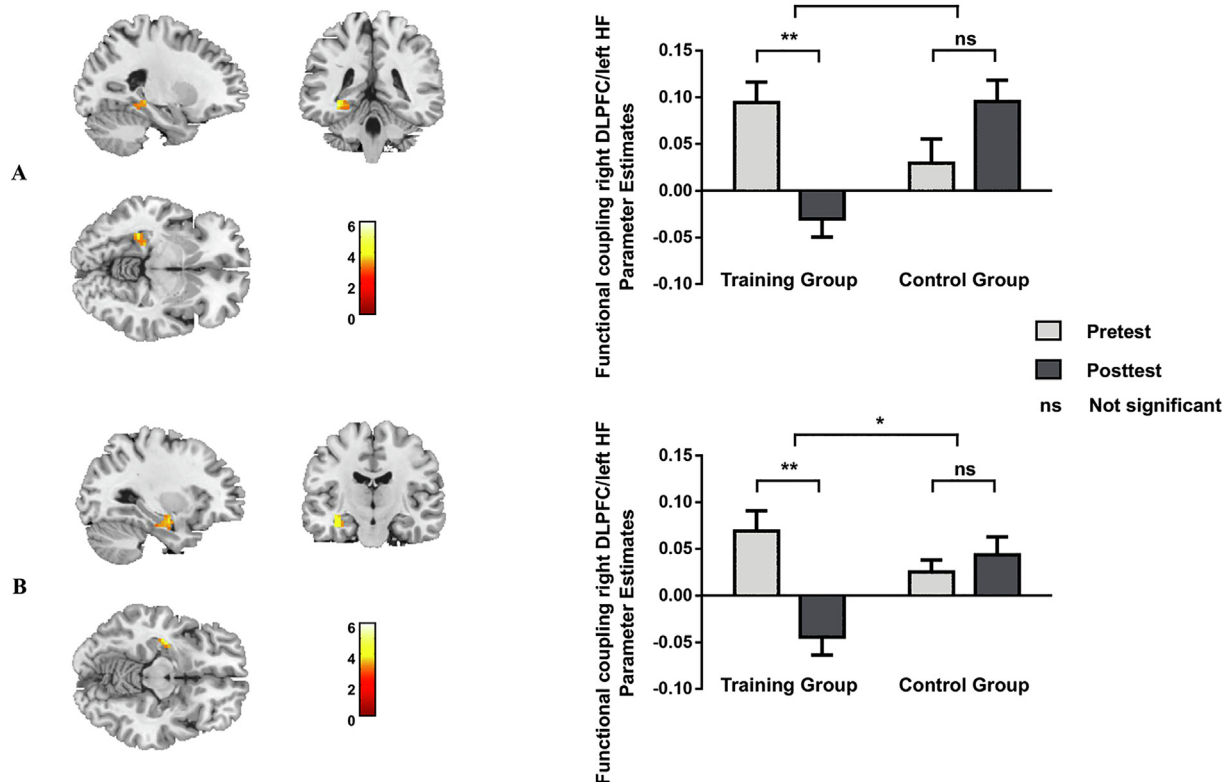 A
6
4
2
0
Functional coupling right DLPFC/left HF
Parameter Estimates
0.15
0.10
0.05
0.00
-0.05
-0.10
**
ns
Training Group
Control Group
Pretest
Posttest
ns Not significant
B
6
4
2
0
Functional coupling right DLPFC/left HF
Parameter Estimates
0.15
0.10
0.05
0.00
-0.05
-0.10
*
**
ns
Training Group
Control Group